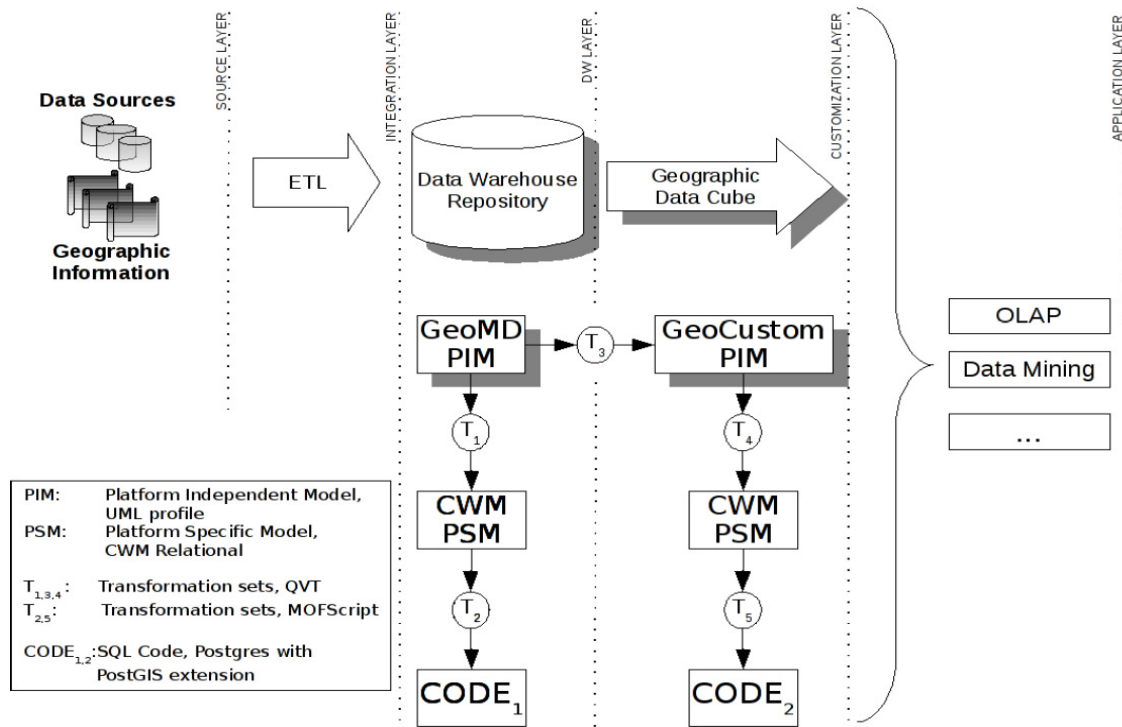 SOURCE LAYER
INTEGRATION LAYER
DW LAYER
CUSTOMIZATION LAYER
APPLICATION LAYER
Data Sources
Geographic
Information
ETL
Data Warehouse
Repository
Geographic
Data Cube
GeoMD
PIM
T3
GeoCustom
PIM
T1
T4
CWM
PSM
CWM
PSM
T2
T5
CODE1
CODE2
OLAP
Data Mining
...
PIM: Platform Independent Model,
UML profile
PSM: Platform Specific Model,
CWM Relational
T1,3,4: Transformation sets, QVT
T2,5: Transformation sets, MOFScript
CODE1,2:SQL Code, Postgres with
PostGIS extension